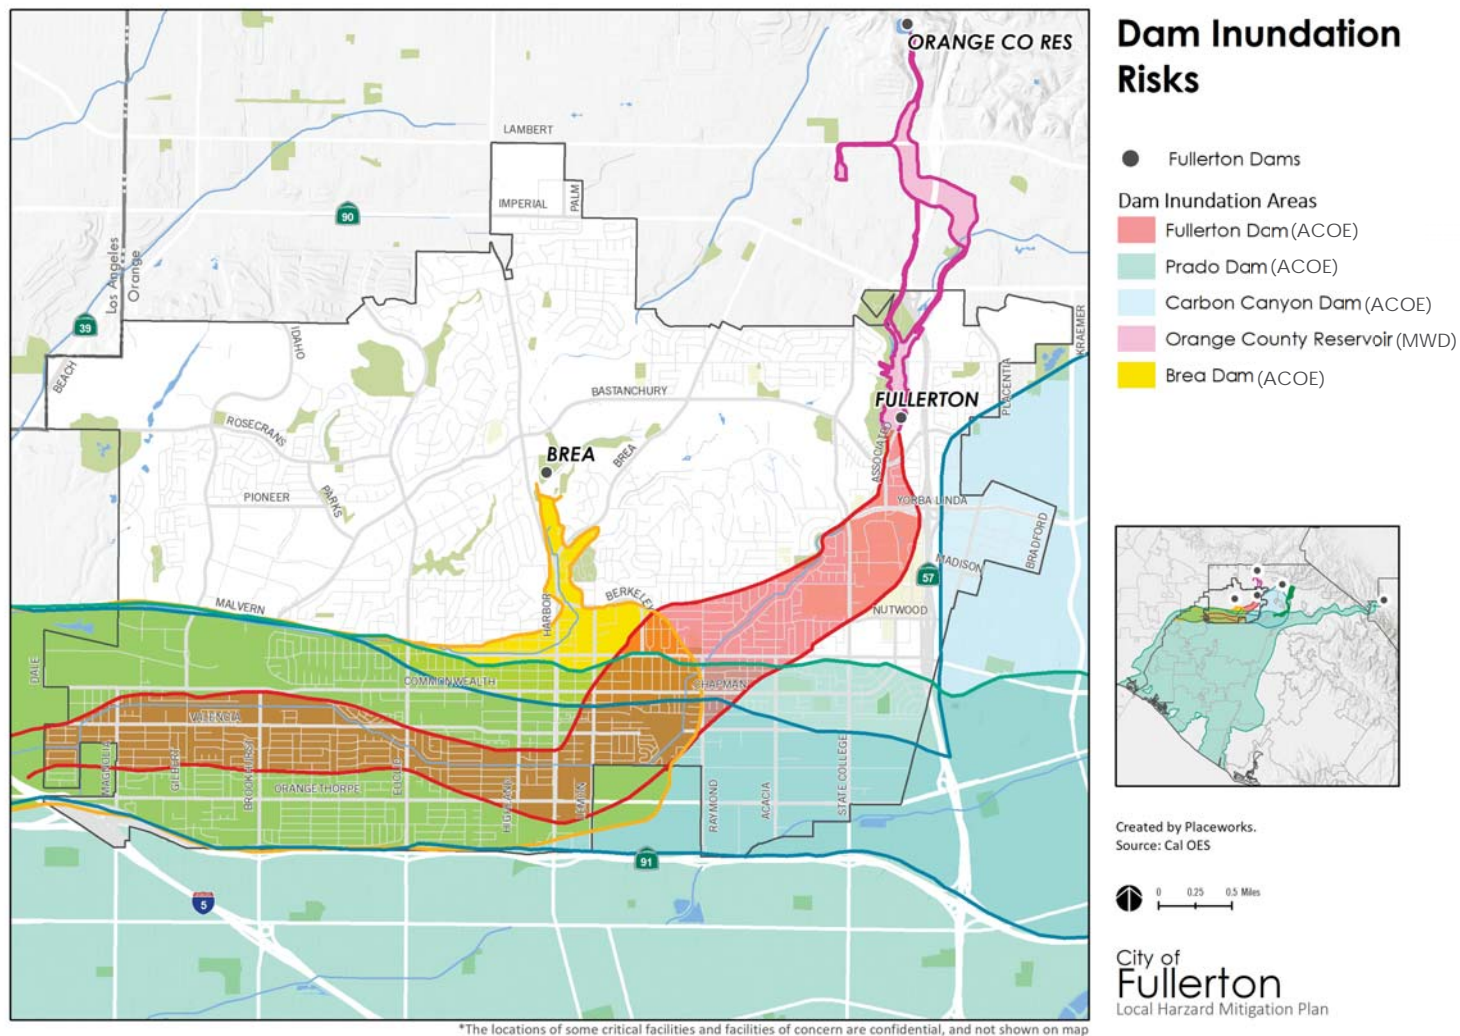 ORANGE CO RES
LAMBERT
PALM
IMPERIAL
90
Los Angeles
Orange
39
BEACH
IDAHO
KRAEMER
PLACENTIA
BASTANCHURY
FULLERTON
ROSECRANS
ASSOCIATED
BREA
BREA
PIONEER
PARKS
YORBA LINDA
BRADFORD
MADISON
57
MALVERN
HARBOR
BERKELEY
NUTWOOD
DALE
COMMONWEALTH
CHAPMAN
VALENCIA
MAGNOLIA
GILBERT
BROOKHURST
EUCLID
ORANGETHORPE
HIGHLAND
LEMON
RAYMOND
ACACIA
STATE COLLEGE
91
5
*The locations of some critical facilities and facilities of concern are confidential, and not shown on map
Dam Inundation
Risks
Fullerton Dams
Dam Inundation Areas
Fullerton Dam (ACOE)
Prado Dam (ACOE)
Carbon Canyon Dam (ACOE)
Orange County Reservoir (MWD)
Brea Dam (ACOE)
Created by Placeworks.
Source: Cal OES
0 0.25 0.5 Miles
City of
Fullerton
Local Harzard Mitigation Plan